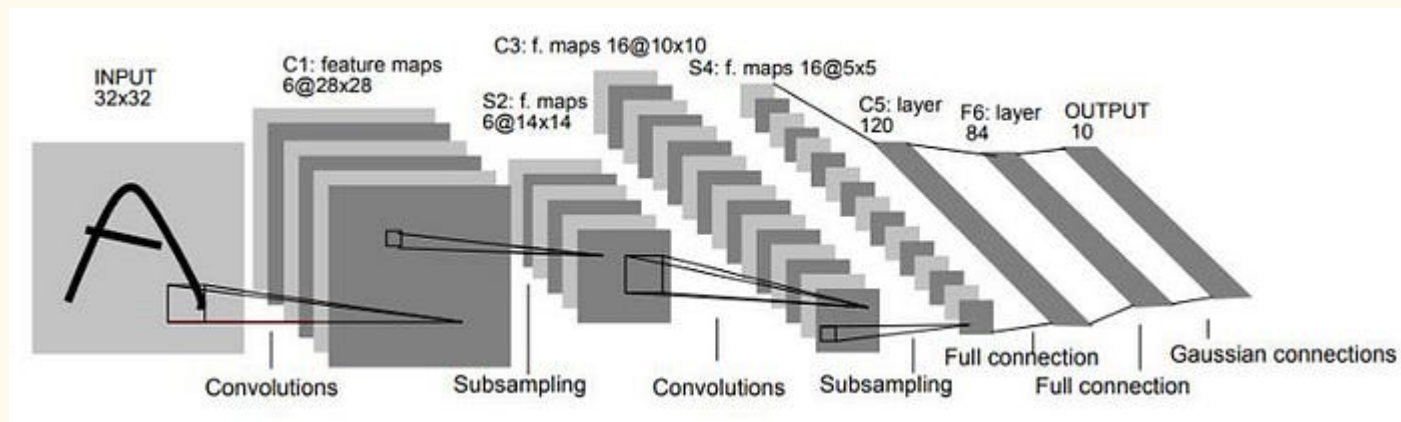 INPUT
32x32
C1: feature maps
6@28x28
S2: f. maps
6@14x14
C3: f. maps 16@10x10
S4: f. maps 16@5x5
C5: layer
120
F6: layer
84
OUTPUT
10
Convolutions
Subsampling
Convolutions
Subsampling
Full connection
Full connection
Gaussian connections